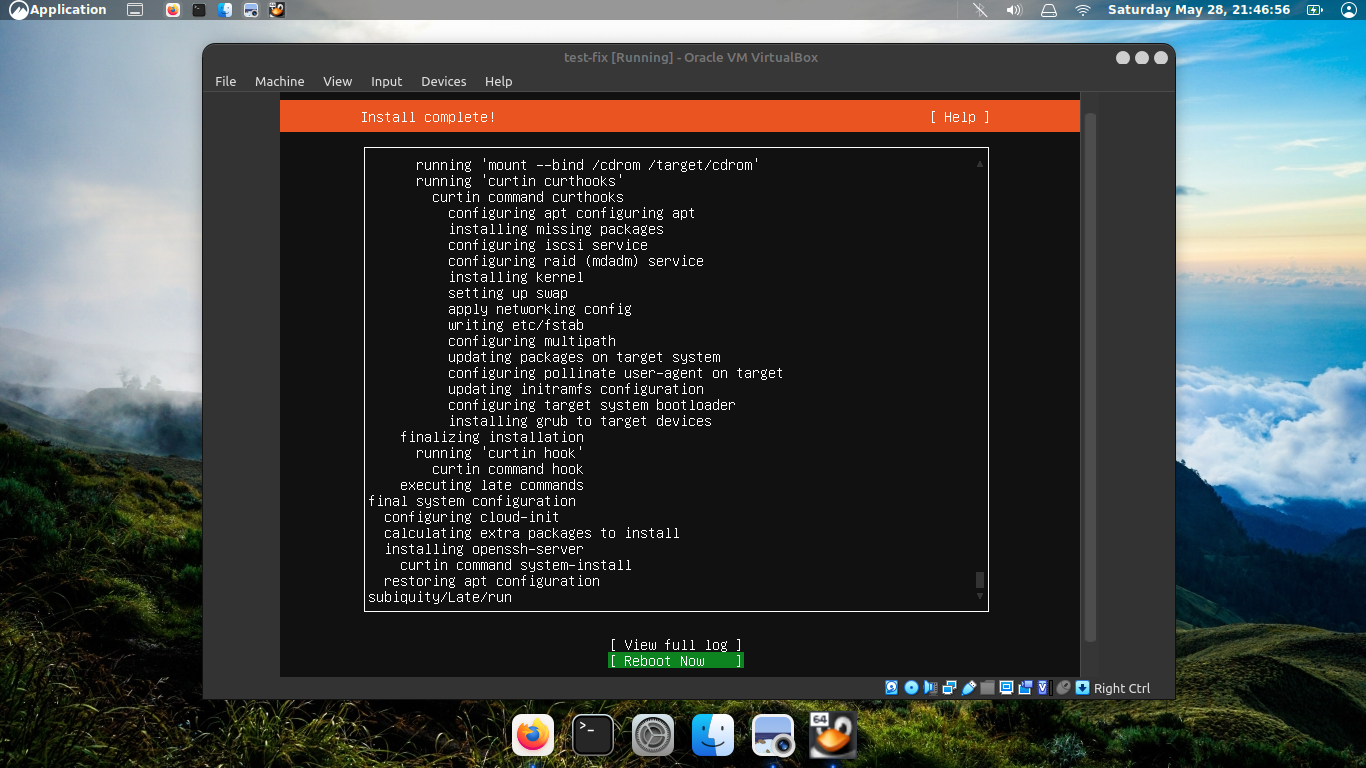 Application
Saturday May 28, 21:46:56
test-fix [Running] - Oracle VM VirtualBox
File Machine View Input Devices Help
Install complete! [ Help ]
running 'mount --bind /cdrom /target/cdrom'
running 'curtin curthooks'
curtin command curthooks
configuring apt configuring apt
installing missing packages
configuring iscsi service
configuring raid (mdadm) service
installing kernel
setting up swap
apply networking config
writing etc/fstab
configuring multipath
updating packages on target system
configuring pollinate user-agent on target
updating initramfs configuration
configuring target system bootloader
installing grub to target devices
finalizing installation
running 'curtin hook'
curtin command hook
executing late commands
final system configuration
configuring cloud-init
calculating extra packages to install
installing openssh-server
curtin command system-install
restoring apt configuration
subiquity/Late/run
[ View full log ]
[ Reboot Now ]
Right Ctrl
>-
64